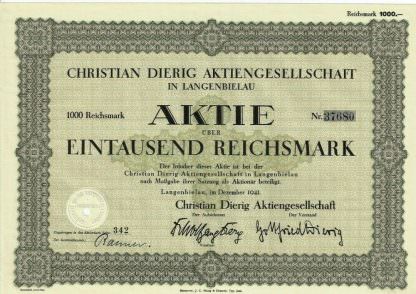 Reichsmark 1000.—
CHRISTIAN DIERIG AKTIENGESELLSCHAFT
IN LANGENBIELAU
1000 Reichsmark
AKTIE
Nr. 37680
ÜBER
EINTAUSEND REICHSMARK
Der Inhaber dieser Aktie ist bei der
Christian Dierig Aktiengesellschaft in Langenbielau
nach Maßgabe ihrer Satzung als Aktionär beteiligt.
Langenbielau, im Dezember 1941.
Christian Dierig Aktiengesellschaft
Der Aufsichtsrat
Der Vorstand
342
Gottfried Dierig